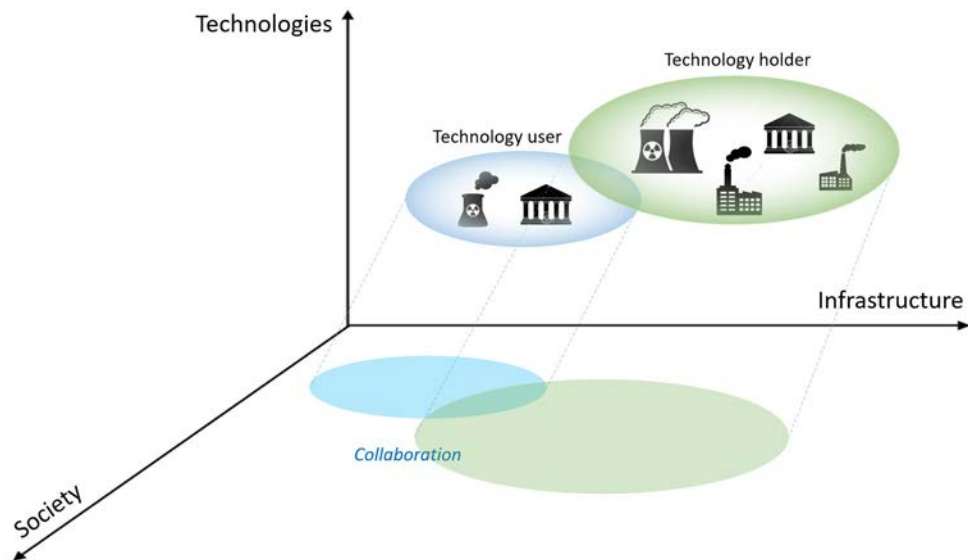 Technologies
Technology holder
Technology user
Infrastructure
Collaboration
Society